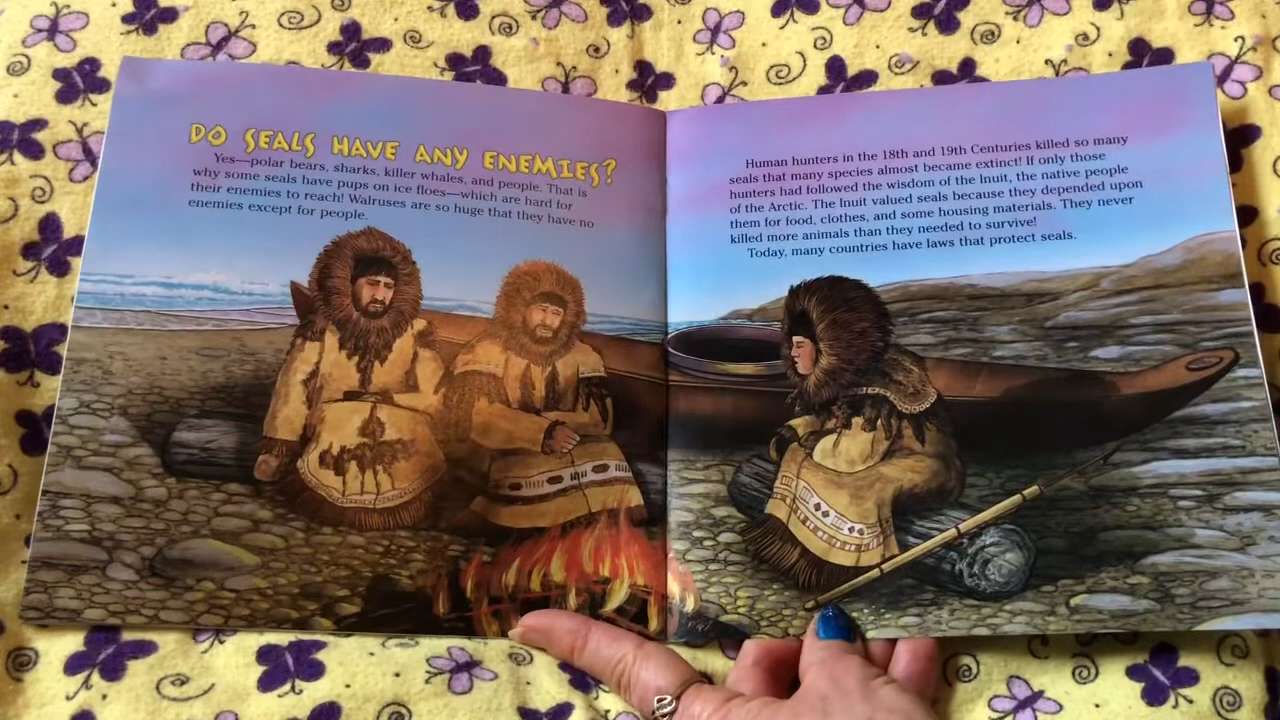 DO SEALS HAVE ANY ENEMIES?
Yes—polar bears, sharks, killer whales, and people. That is
why some seals have pups on ice floes—which are hard for
their enemies to reach! Walruses are so huge that they have no
enemies except for people.
Human hunters in the 18th and 19th Centuries killed so many
seals that many species almost became extinct! If only those
hunters had followed the wisdom of the Inuit, the native people
of the Arctic. The Inuit valued seals because they depended upon
them for food, clothes, and some housing materials. They never
killed more animals than they needed to survive!
Today, many countries have laws that protect seals.